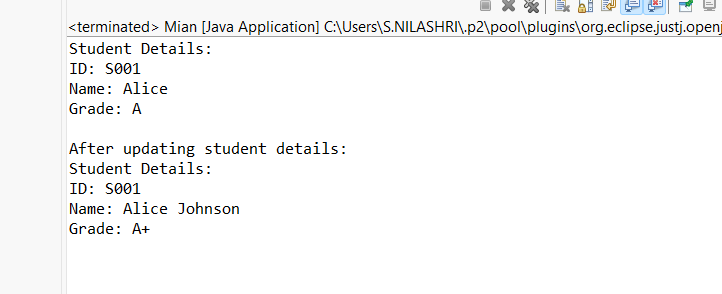 <terminated> Mian [Java Application] C:\Users\S.NILASHRI\.p2\pool\plugins\org.eclipse.justj.openj
Student Details:
ID: S001
Name: Alice
Grade: A

After updating student details:
Student Details:
ID: S001
Name: Alice Johnson
Grade: A+